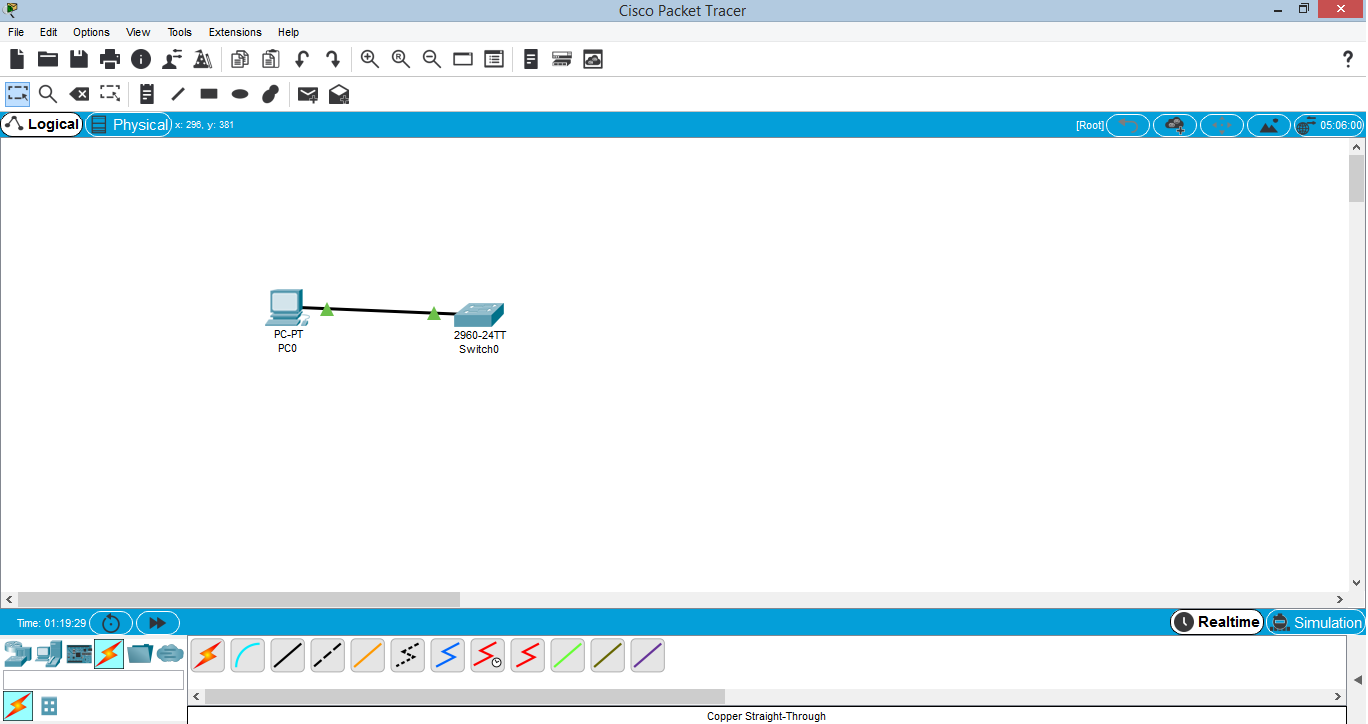 Cisco Packet Tracer
File Edit Options View Tools Extensions Help
R
?
Logical Physical x: 296, y: 381 [Root] 05:06:00
PC-PT
PC0
2960-24TT
Switch0
Time: 01:19:29 Realtime Simulation
Copper Straight-Through